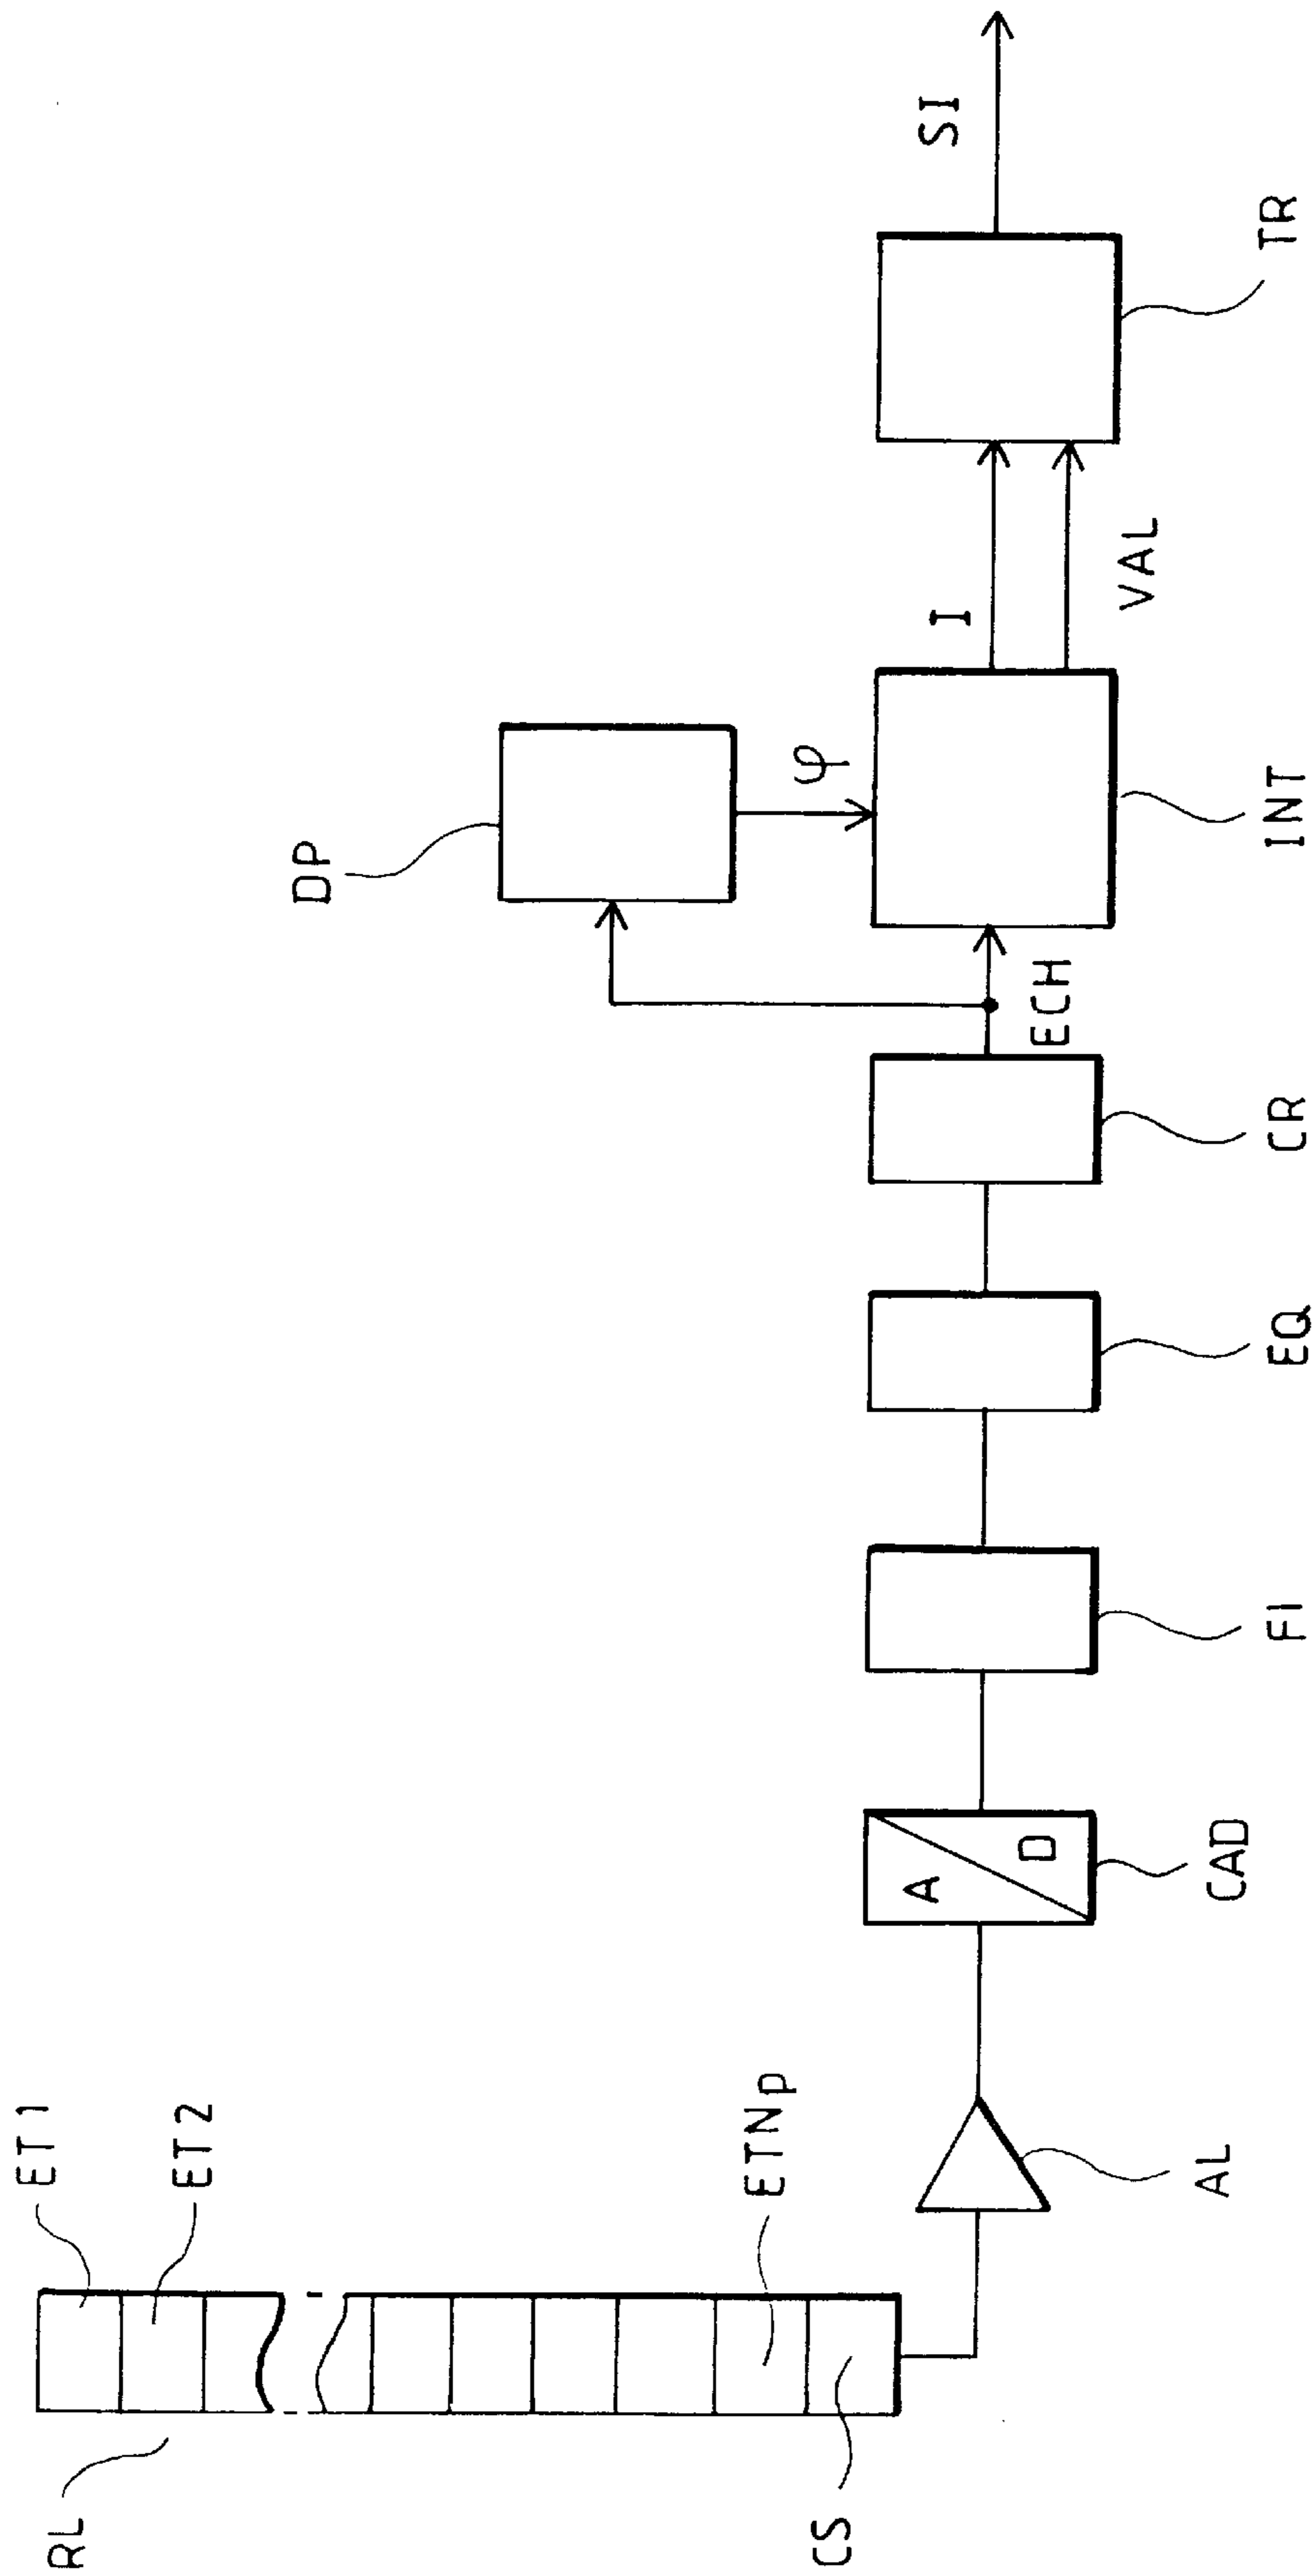 RL
ET1
ET2
ETNp
CS
AL
A
D
CAD
FI
EQ
CR
ECH
DP
φ
INT
I
VAL
TR
SI